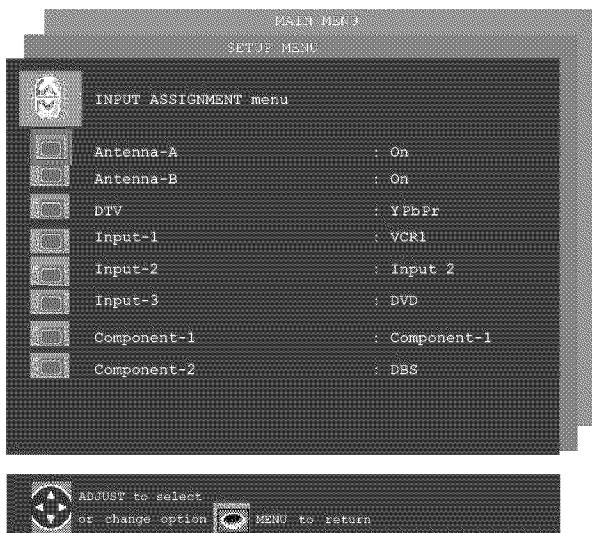 MAIN MENU
SETUP MENU
INPUT ASSIGNMENT menu
Antenna-A : On
Antenna-B : On
DTV : YPbPr
Input-1 : VCR1
Input-2 : Input 2
Input-3 : DVD
Component-1 : Component-1
Component-2 : DBS
ADJUST to select
or change option MENU to return